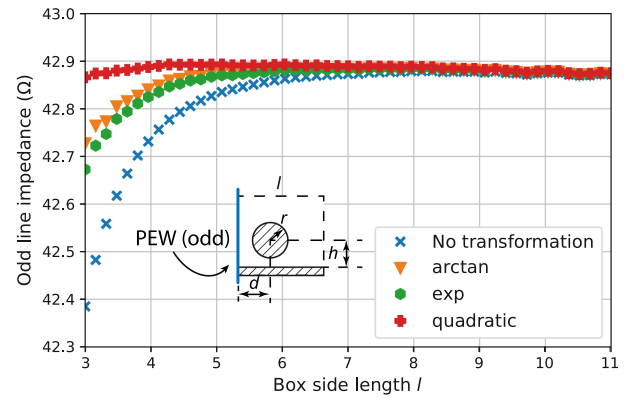 43.0
42.9
42.8
42.7
42.6
42.5
42.4
42.3
Odd line impedance (Ω)
l
r
PEW (odd)
h
d
No transformation
arctan
exp
quadratic
3 4 5 6 7 8 9 10 11
Box side length l